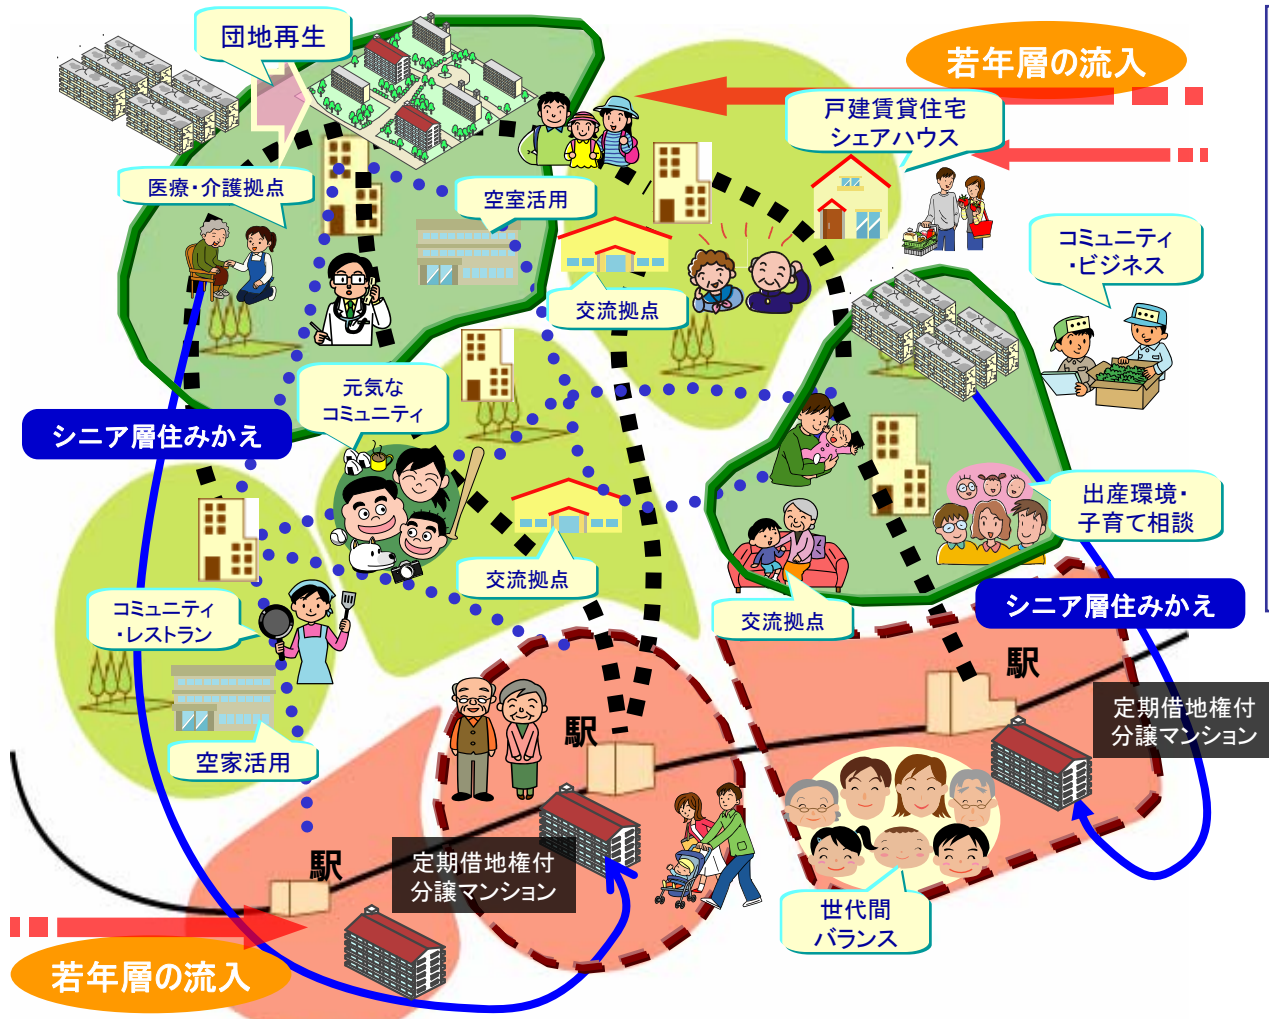 団地再生
若年層の流入
戸建賃貸住宅
シェアハウス
医療・介護拠点
空室活用
コミュニティ
・ビジネス
交流拠点
元気な
コミュニティ
シニア層住みかえ
出産環境・
子育て相談
交流拠点
コミュニティ
・レストラン
シニア層住みかえ
交流拠点
駅
定期借地権付
分譲マンション
駅
空家活用
駅
定期借地権付
分譲マンション
世代間
バランス
若年層の流入